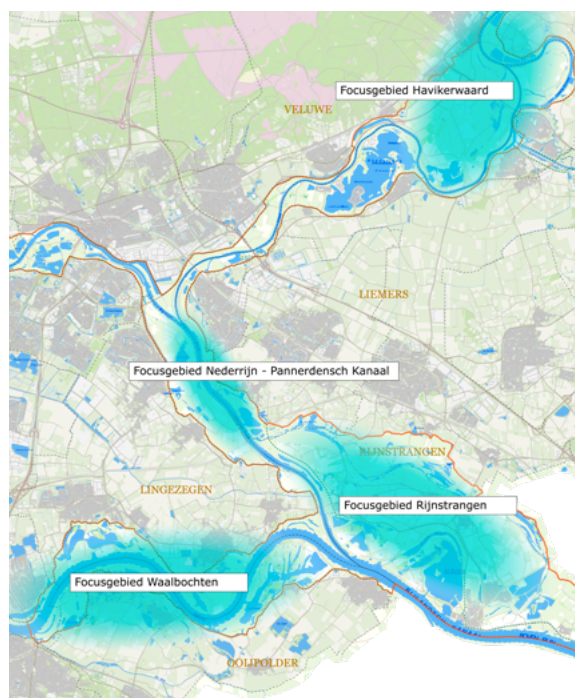 Focusgebied Havikerwaard
VELUWE
LIEMERS
Focusgebied Nederrijn - Pannerdensch Kanaal
RIJNSTRANGEN
LINGEZEGEN
Focusgebied Rijnstrangen
Focusgebied Waalbochten
OOIJPOLDER